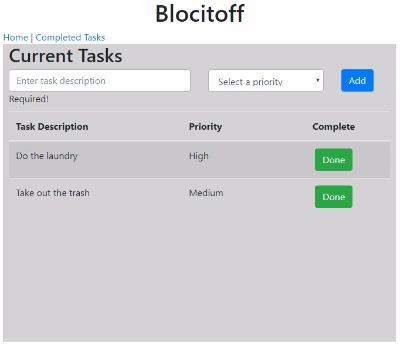 Blocitoff
Home | Completed Tasks
Current Tasks
Enter task description Select a priority Add
Required!
Task Description Priority Complete
Do the laundry High Done
Take out the trash Medium Done